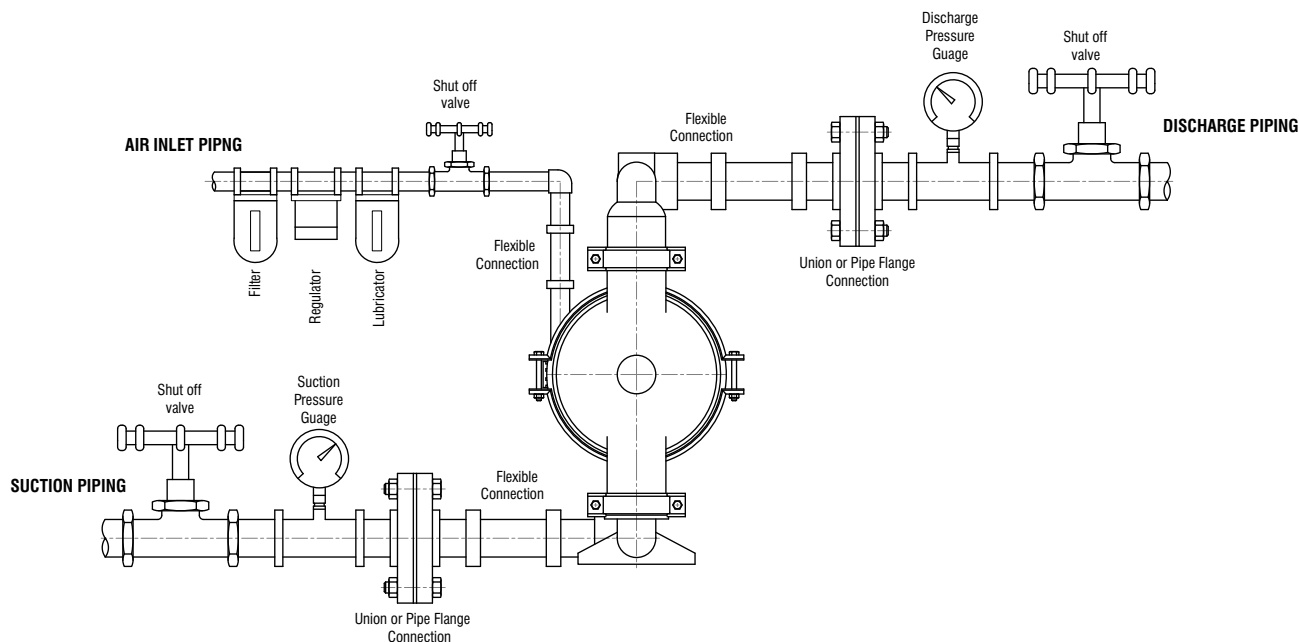 Discharge
Pressure
Guage
Shut off
valve
DISCHARGE PIPING
Shut off
valve
Flexible
Connection
AIR INLET PIPNG
Flexible
Connection
Union or Pipe Flange
Connection
Filter
Regulator
Lubricator
Shut off
valve
Suction
Pressure
Guage
SUCTION PIPING
Flexible
Connection
Union or Pipe Flange
Connection